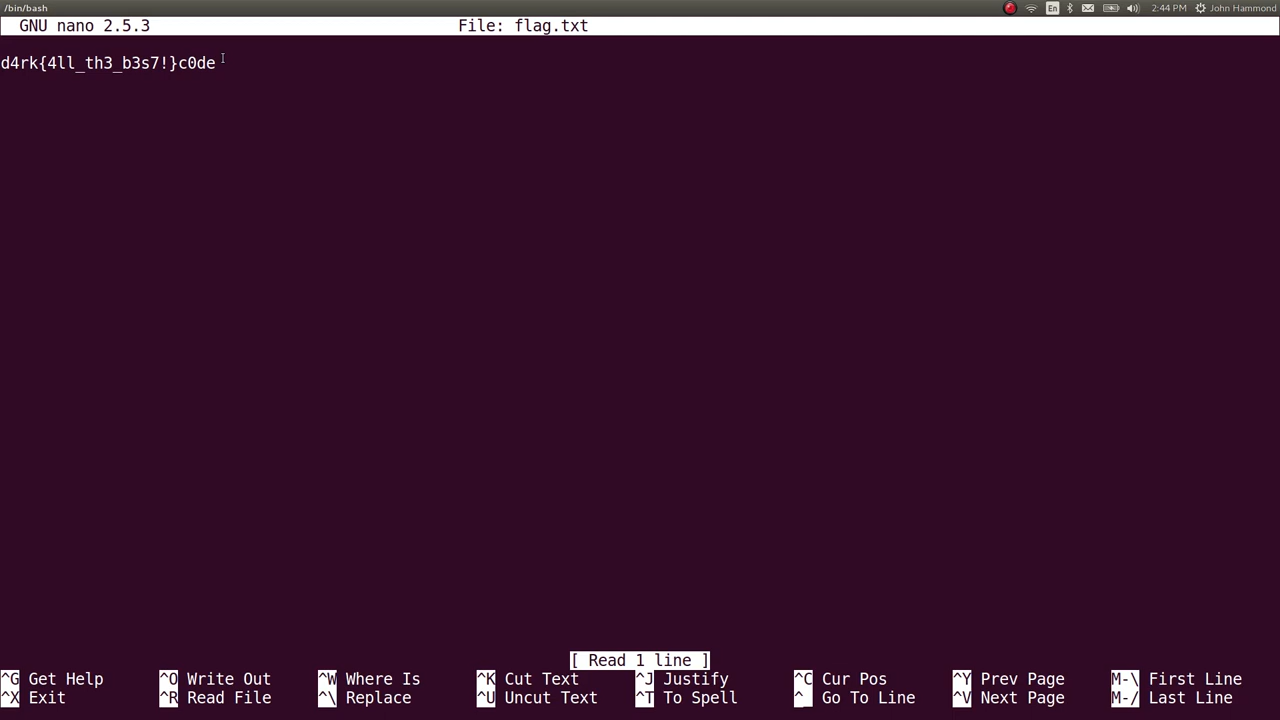 /bin/bash En 2:44 PM John Hammond
GNU nano 2.5.3 File: flag.txt
d4rk{4ll_th3_b3s7!}c0de
[ Read 1 line ]
^G Get Help ^O Write Out ^W Where Is ^K Cut Text ^J Justify ^C Cur Pos ^Y Prev Page M-\ First Line
^X Exit ^R Read File ^\ Replace ^U Uncut Text ^T To Spell ^_ Go To Line ^V Next Page M-/ Last Line